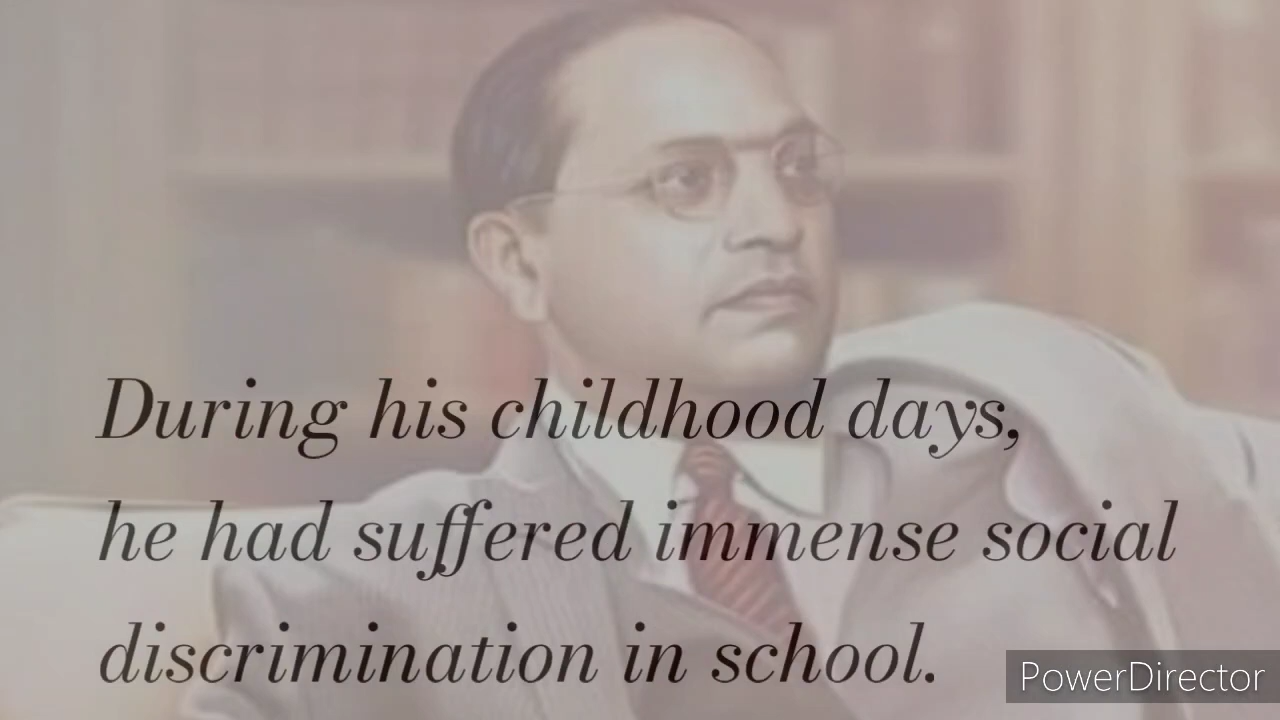 During his childhood days,
he had suffered immense social
discrimination in school.
PowerDirector